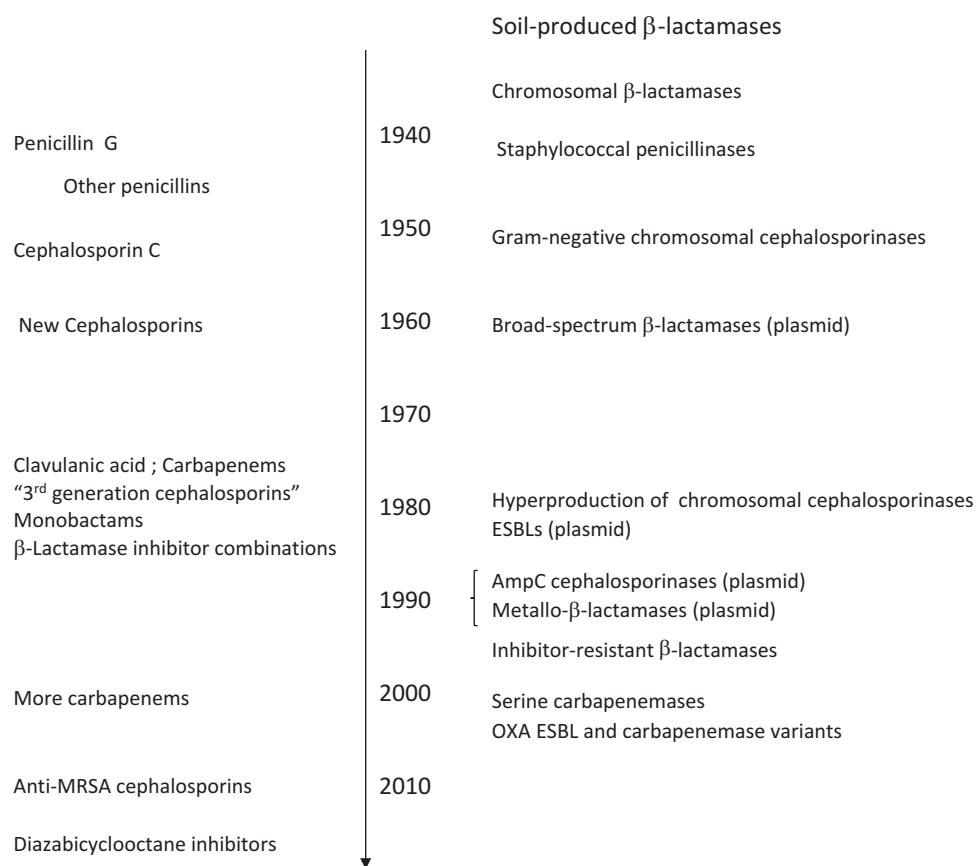 Soil-produced β-lactamases
Chromosomal β-lactamases
Penicillin G
1940
Staphylococcal penicillinases
Other penicillins
1950
Gram-negative chromosomal cephalosporinases
Cephalosporin C
New Cephalosporins
1960
Broad-spectrum β-lactamases (plasmid)
1970
Clavulanic acid ; Carbapenems
“3rd generation cephalosporins”
Monobactams
β-Lactamase inhibitor combinations
1980
Hyperproduction of chromosomal cephalosporinases
ESBLs (plasmid)
1990
AmpC cephalosporinases (plasmid)
Metallo-β-lactamases (plasmid)
Inhibitor-resistant β-lactamases
More carbapenems
2000
Serine carbapenemases
OXA ESBL and carbapenemase variants
Anti-MRSA cephalosporins
2010
Diazabicyclooctane inhibitors